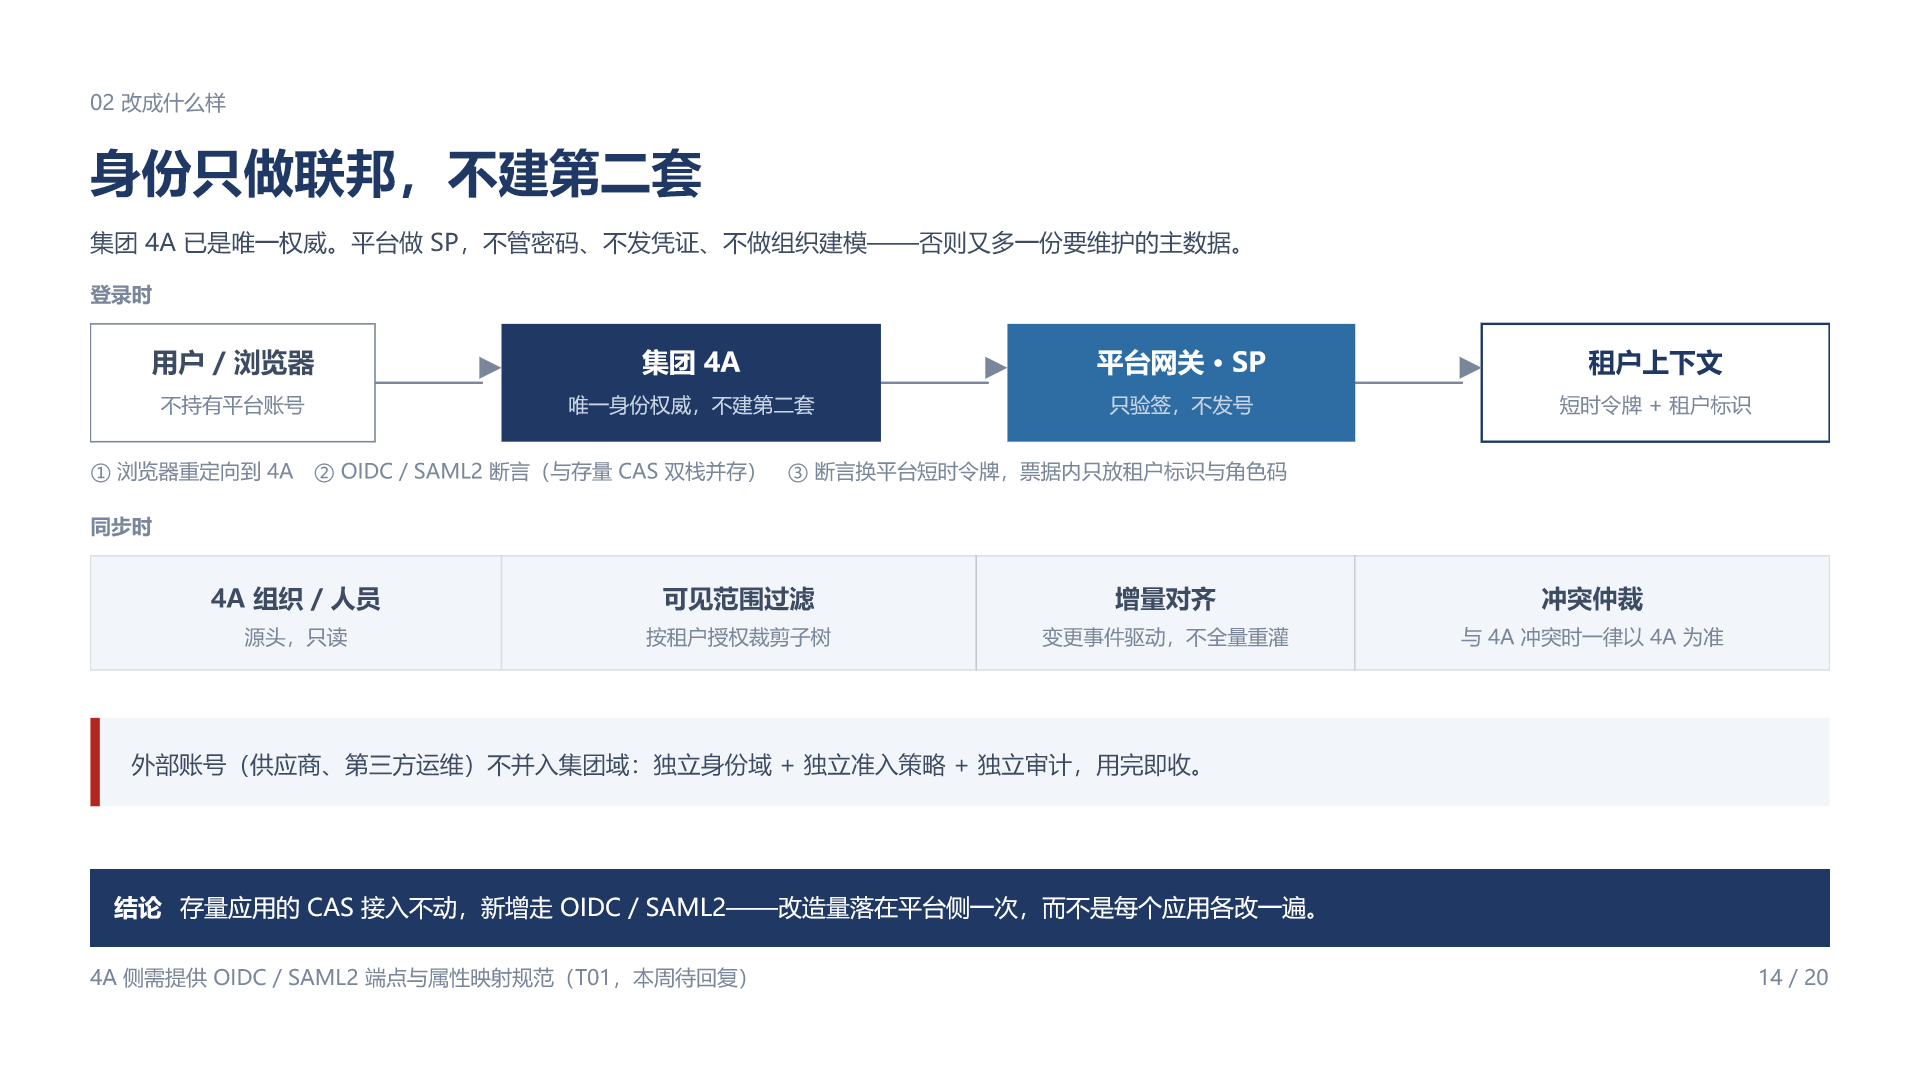 02 改成什么样
身份只做联邦，不建第二套
集团 4A 已是唯一权威。平台做 SP，不管密码、不发凭证、不做组织建模——否则又多一份要维护的主数据。
登录时
用户 / 浏览器
不持有平台账号
集团 4A
唯一身份权威，不建第二套
平台网关 • SP
只验签，不发号
租户上下文
短时令牌 + 租户标识
① 浏览器重定向到 4A ② OIDC / SAML2 断言（与存量 CAS 双栈并存） ③ 断言换平台短时令牌，票据内只放租户标识与角色码
同步时
4A 组织 / 人员
源头，只读
可见范围过滤
按租户授权裁剪子树
增量对齐
变更事件驱动，不全量重灌
冲突仲裁
与 4A 冲突时一律以 4A 为准
外部账号（供应商、第三方运维）不并入集团域：独立身份域 + 独立准入策略 + 独立审计，用完即收。
结论 存量应用的 CAS 接入不动，新增走 OIDC / SAML2——改造量落在平台侧一次，而不是每个应用各改一遍。
4A 侧需提供 OIDC / SAML2 端点与属性映射规范（T01，本周待回复）
14 / 20